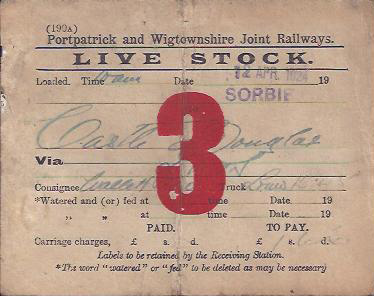 (199A)
Portpatrick and Wigtownshire Joint Railways.
LIVE STOCK.
Loaded. Time 10 am Date 12 APR. 1924 19
SORBIE
3
Castle Douglas
Via
Consignee Truck
*Watered and (or) fed at time Date 19
" " at time Date 19
PAID. TO PAY.
Carriage charges, £ s. d. £ s. d.
Labels to be retained by the Receiving Station.
*The word "watered" or "fed" to be deleted as may be necessary